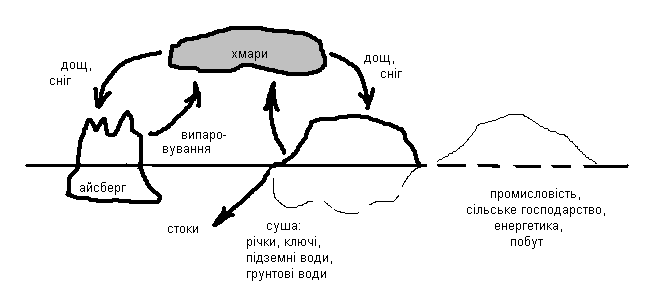 хмари
дощ,
сніг
дощ,
сніг
випаро-
вування
айсберг
стоки
суша:
річки, ключі,
підземні води,
грунтові води
промисловість,
сільське господарство,
енергетика,
побут